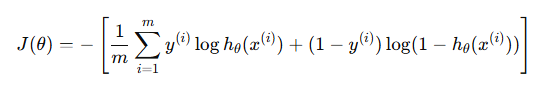 J(θ) = − [ 1/m ∑_{i=1}^{m} y^{(i)} log h_θ(x^{(i)}) + (1 − y^{(i)}) log(1 − h_θ(x^{(i)})) ]